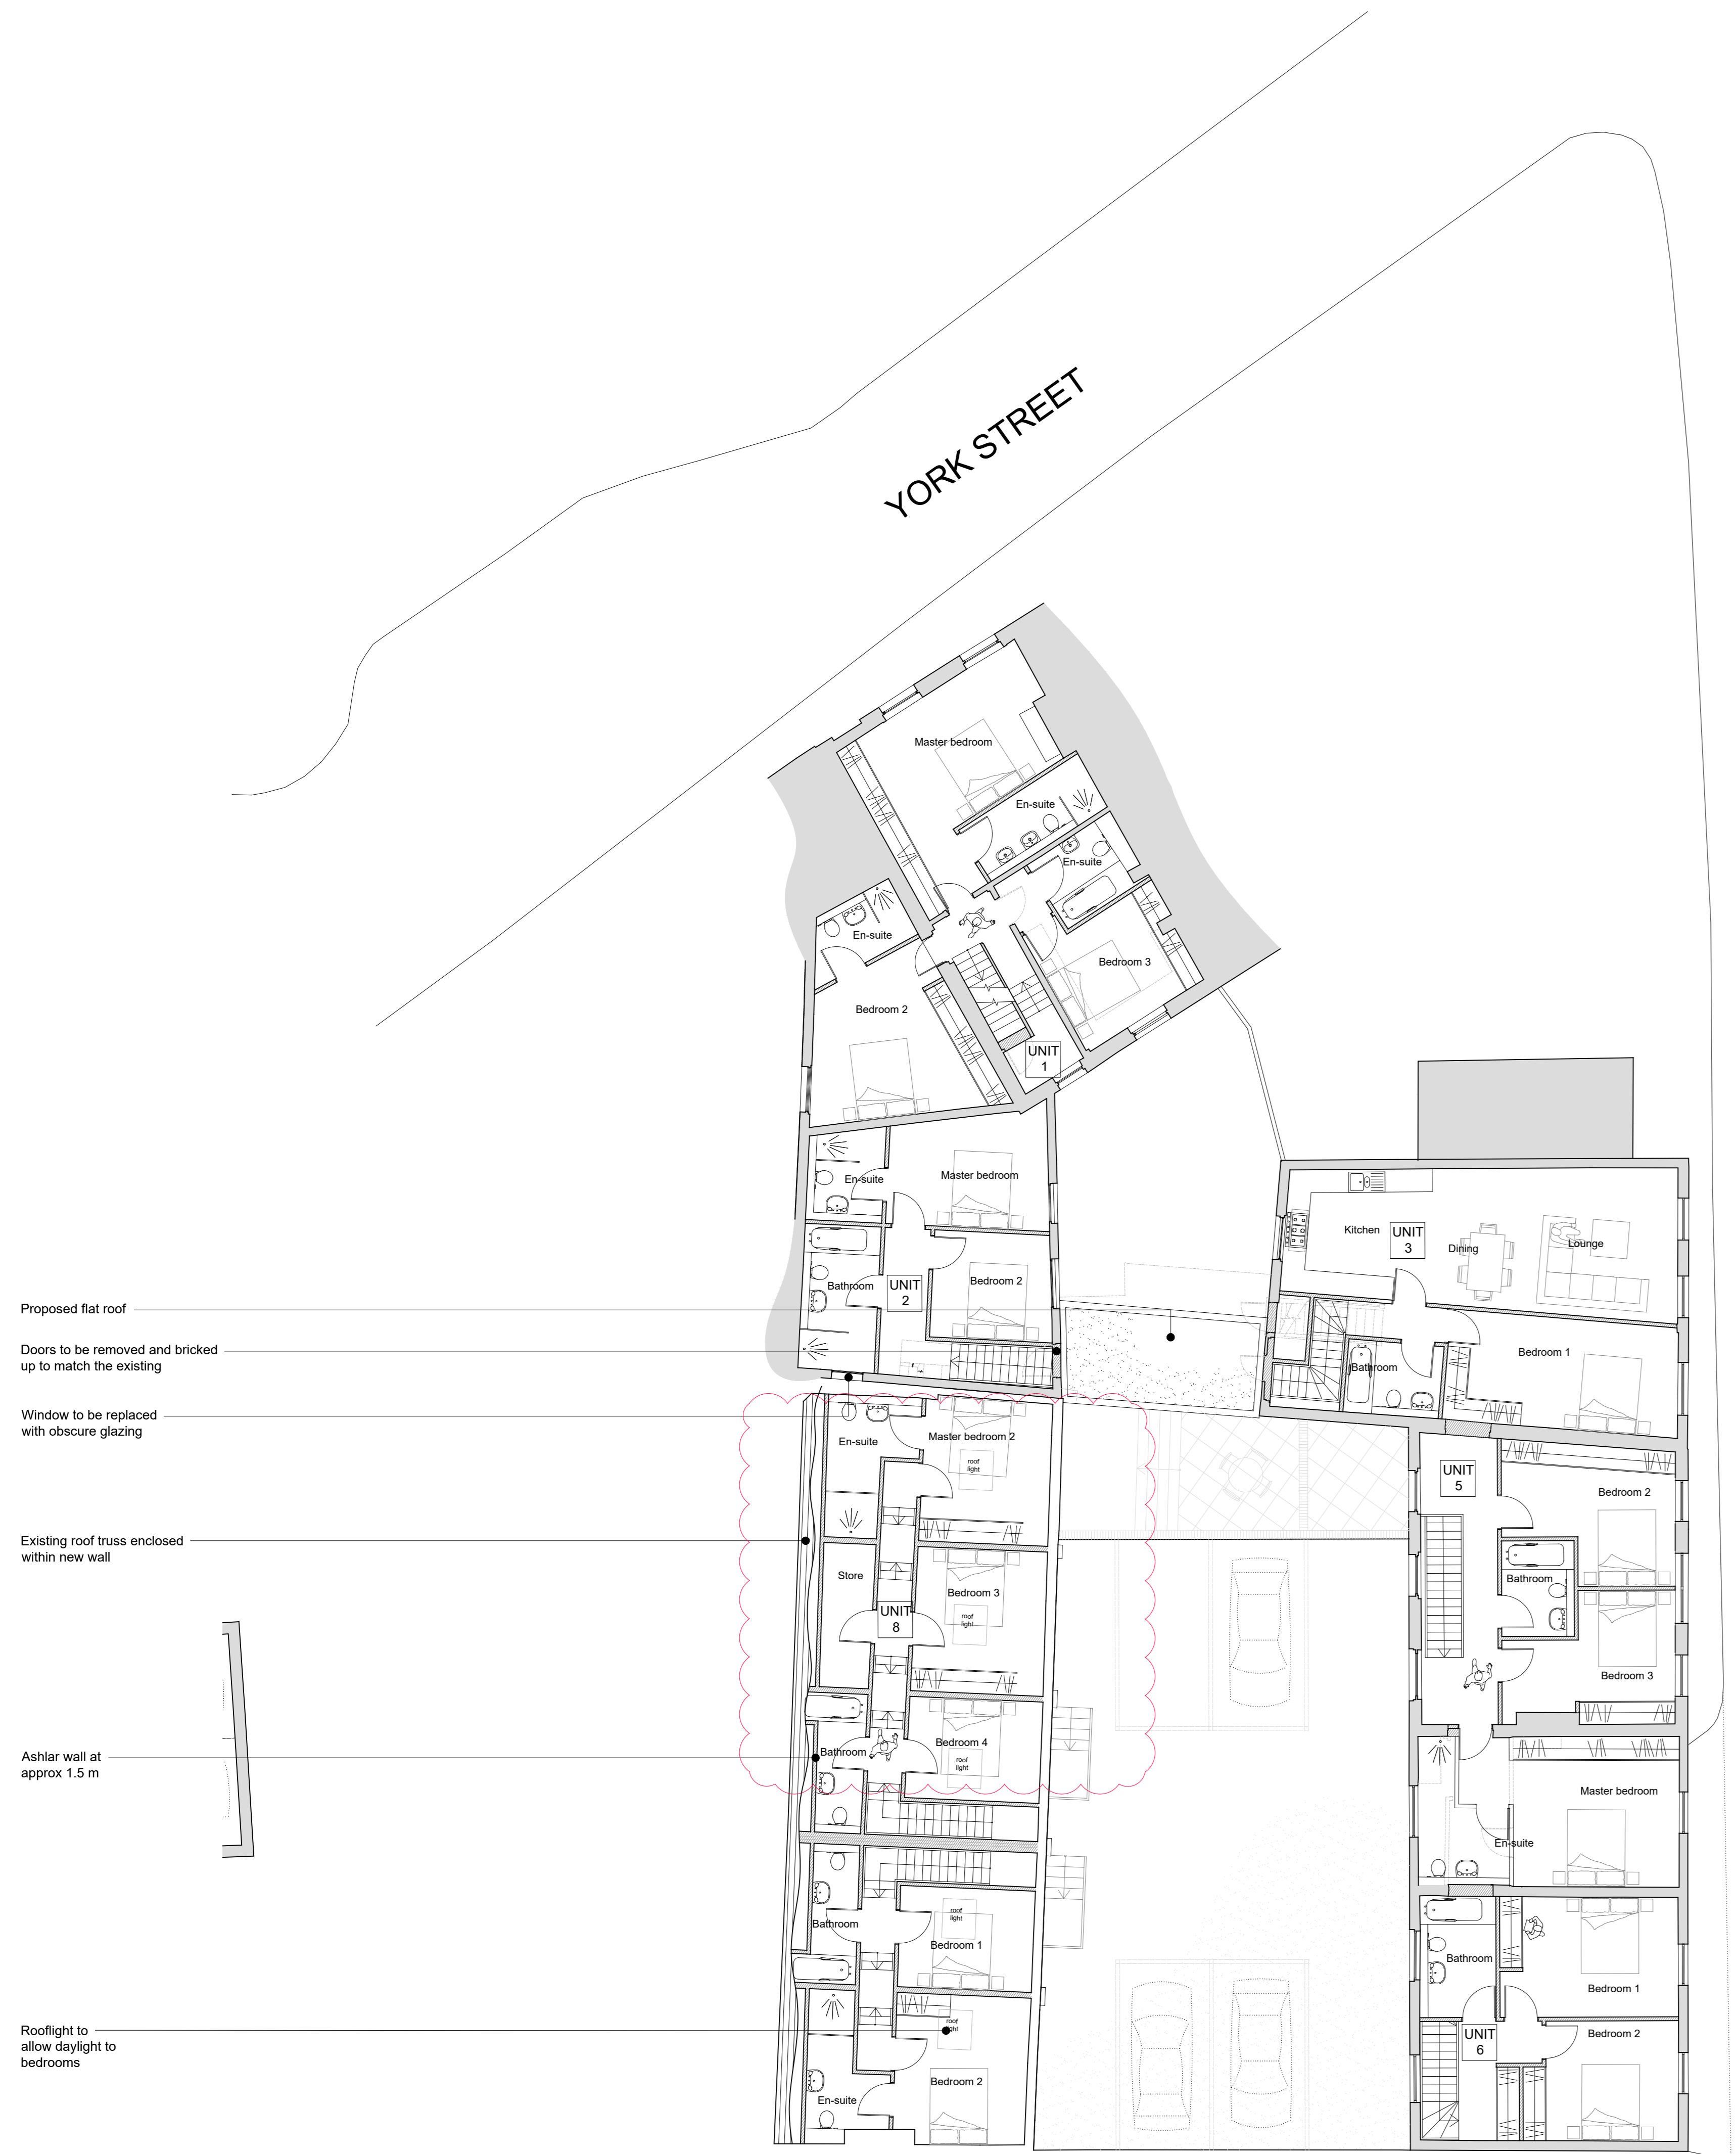 YORK STREET
Master bedroom
En-suite
En-suite
En-suite
Bedroom 3
Bedroom 2
UNIT
1
En-suite
Master bedroom
Bathroom
UNIT
2
Bedroom 2
Kitchen
UNIT
3
Dining
Lounge
Bathroom
Bedroom 1
Proposed flat roof
Doors to be removed and bricked
up to match the existing
Window to be replaced
with obscure glazing
Existing roof truss enclosed
within new wall
Ashlar wall at
approx 1.5 m
Rooflight to
allow daylight to
bedrooms
En-suite
Master bedroom 2
roof
light
Store
Bedroom 3
roof
light
UNIT
8
Bathroom
Bedroom 4
roof
light
Bathroom
roof
light
Bedroom 1
roof
light
Bedroom 2
En-suite
UNIT
5
Bedroom 2
Bathroom
Bedroom 3
Master bedroom
En-suite
Bathroom
Bedroom 1
UNIT
6
Bedroom 2